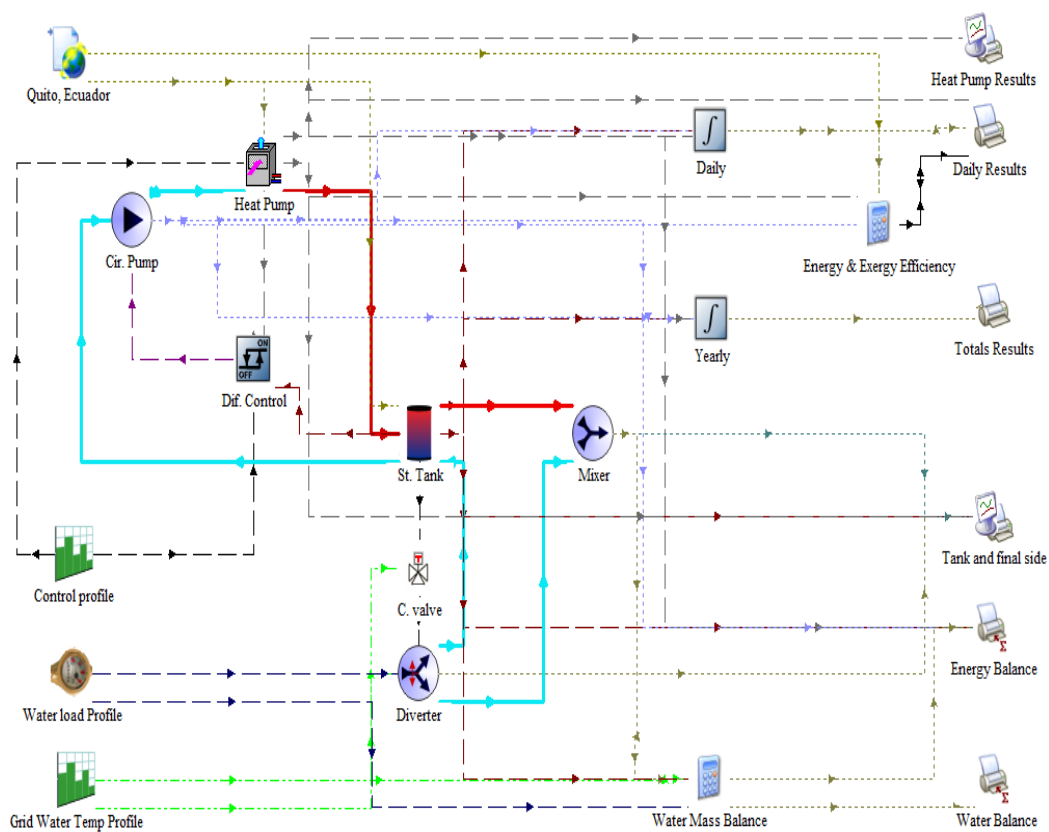 Quito, Ecuador
Heat Pump Results
Daily
Daily Results
Heat Pump
Cir. Pump
Energy & Exergy Efficiency
ON
OFF
Dif. Control
Yearly
Totals Results
St. Tank
Mixer
Control profile
T
C. valve
Tank and final side
Water load Profile
Diverter
Σ
Energy Balance
Grid Water Temp Profile
Water Mass Balance
Σ
Water Balance